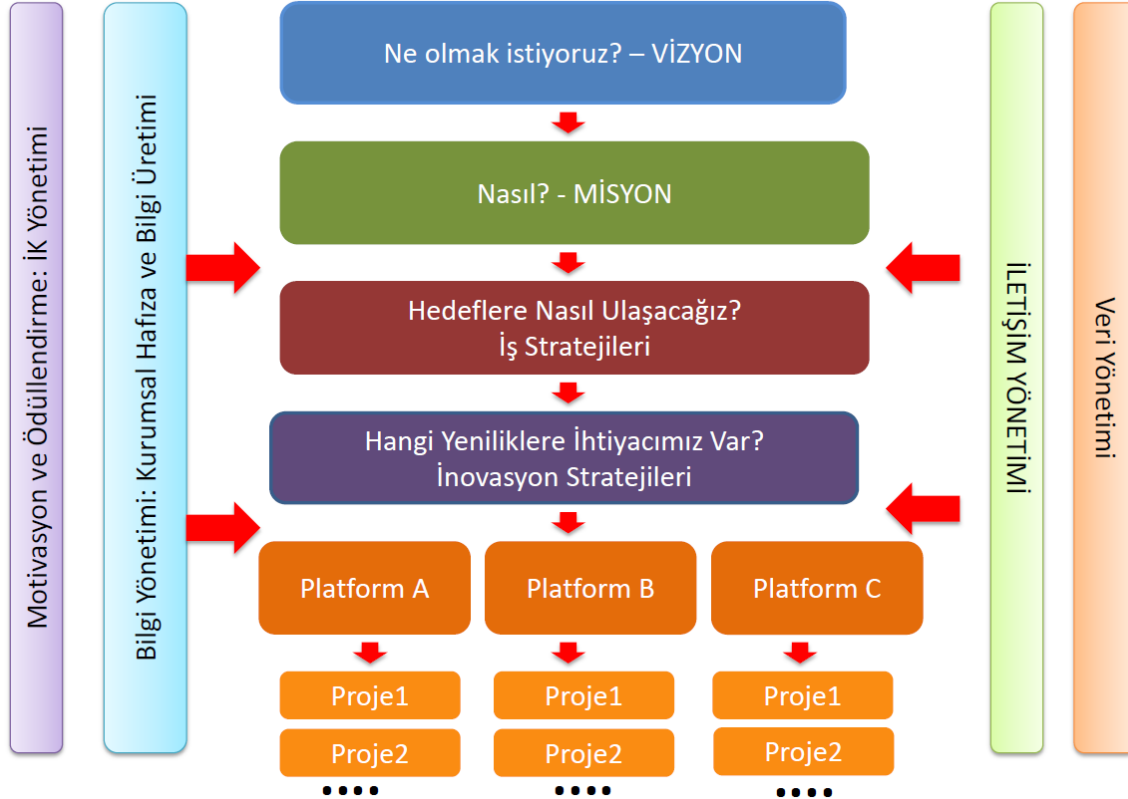 Motivasyon ve Ödüllendirme: İK Yönetimi
Bilgi Yönetimi: Kurumsal Hafıza ve Bilgi Üretimi
Ne olmak istiyoruz? – VİZYON
Nasıl? - MİSYON
Hedeflere Nasıl Ulaşacağız?
İş Stratejileri
Hangi Yeniliklere İhtiyacımız Var?
İnovasyon Stratejileri
Platform A
Platform B
Platform C
Proje1
Proje1
Proje1
Proje2
Proje2
Proje2
••••
••••
••••
İLETİŞİM YÖNETİMİ
Veri Yönetimi